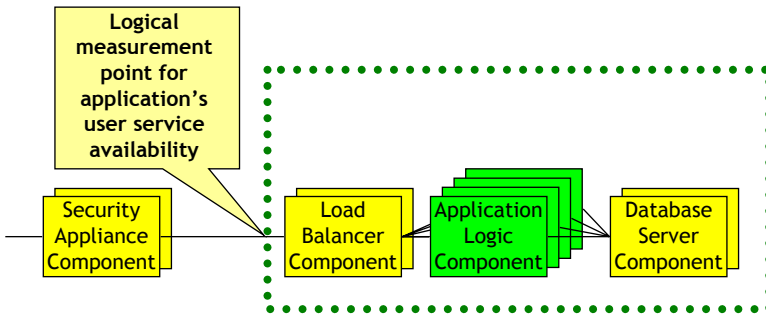 Logical
measurement
point for
application’s
user service
availability
Security
Appliance
Component
Load
Balancer
Component
Application
Logic
Component
Database
Server
Component